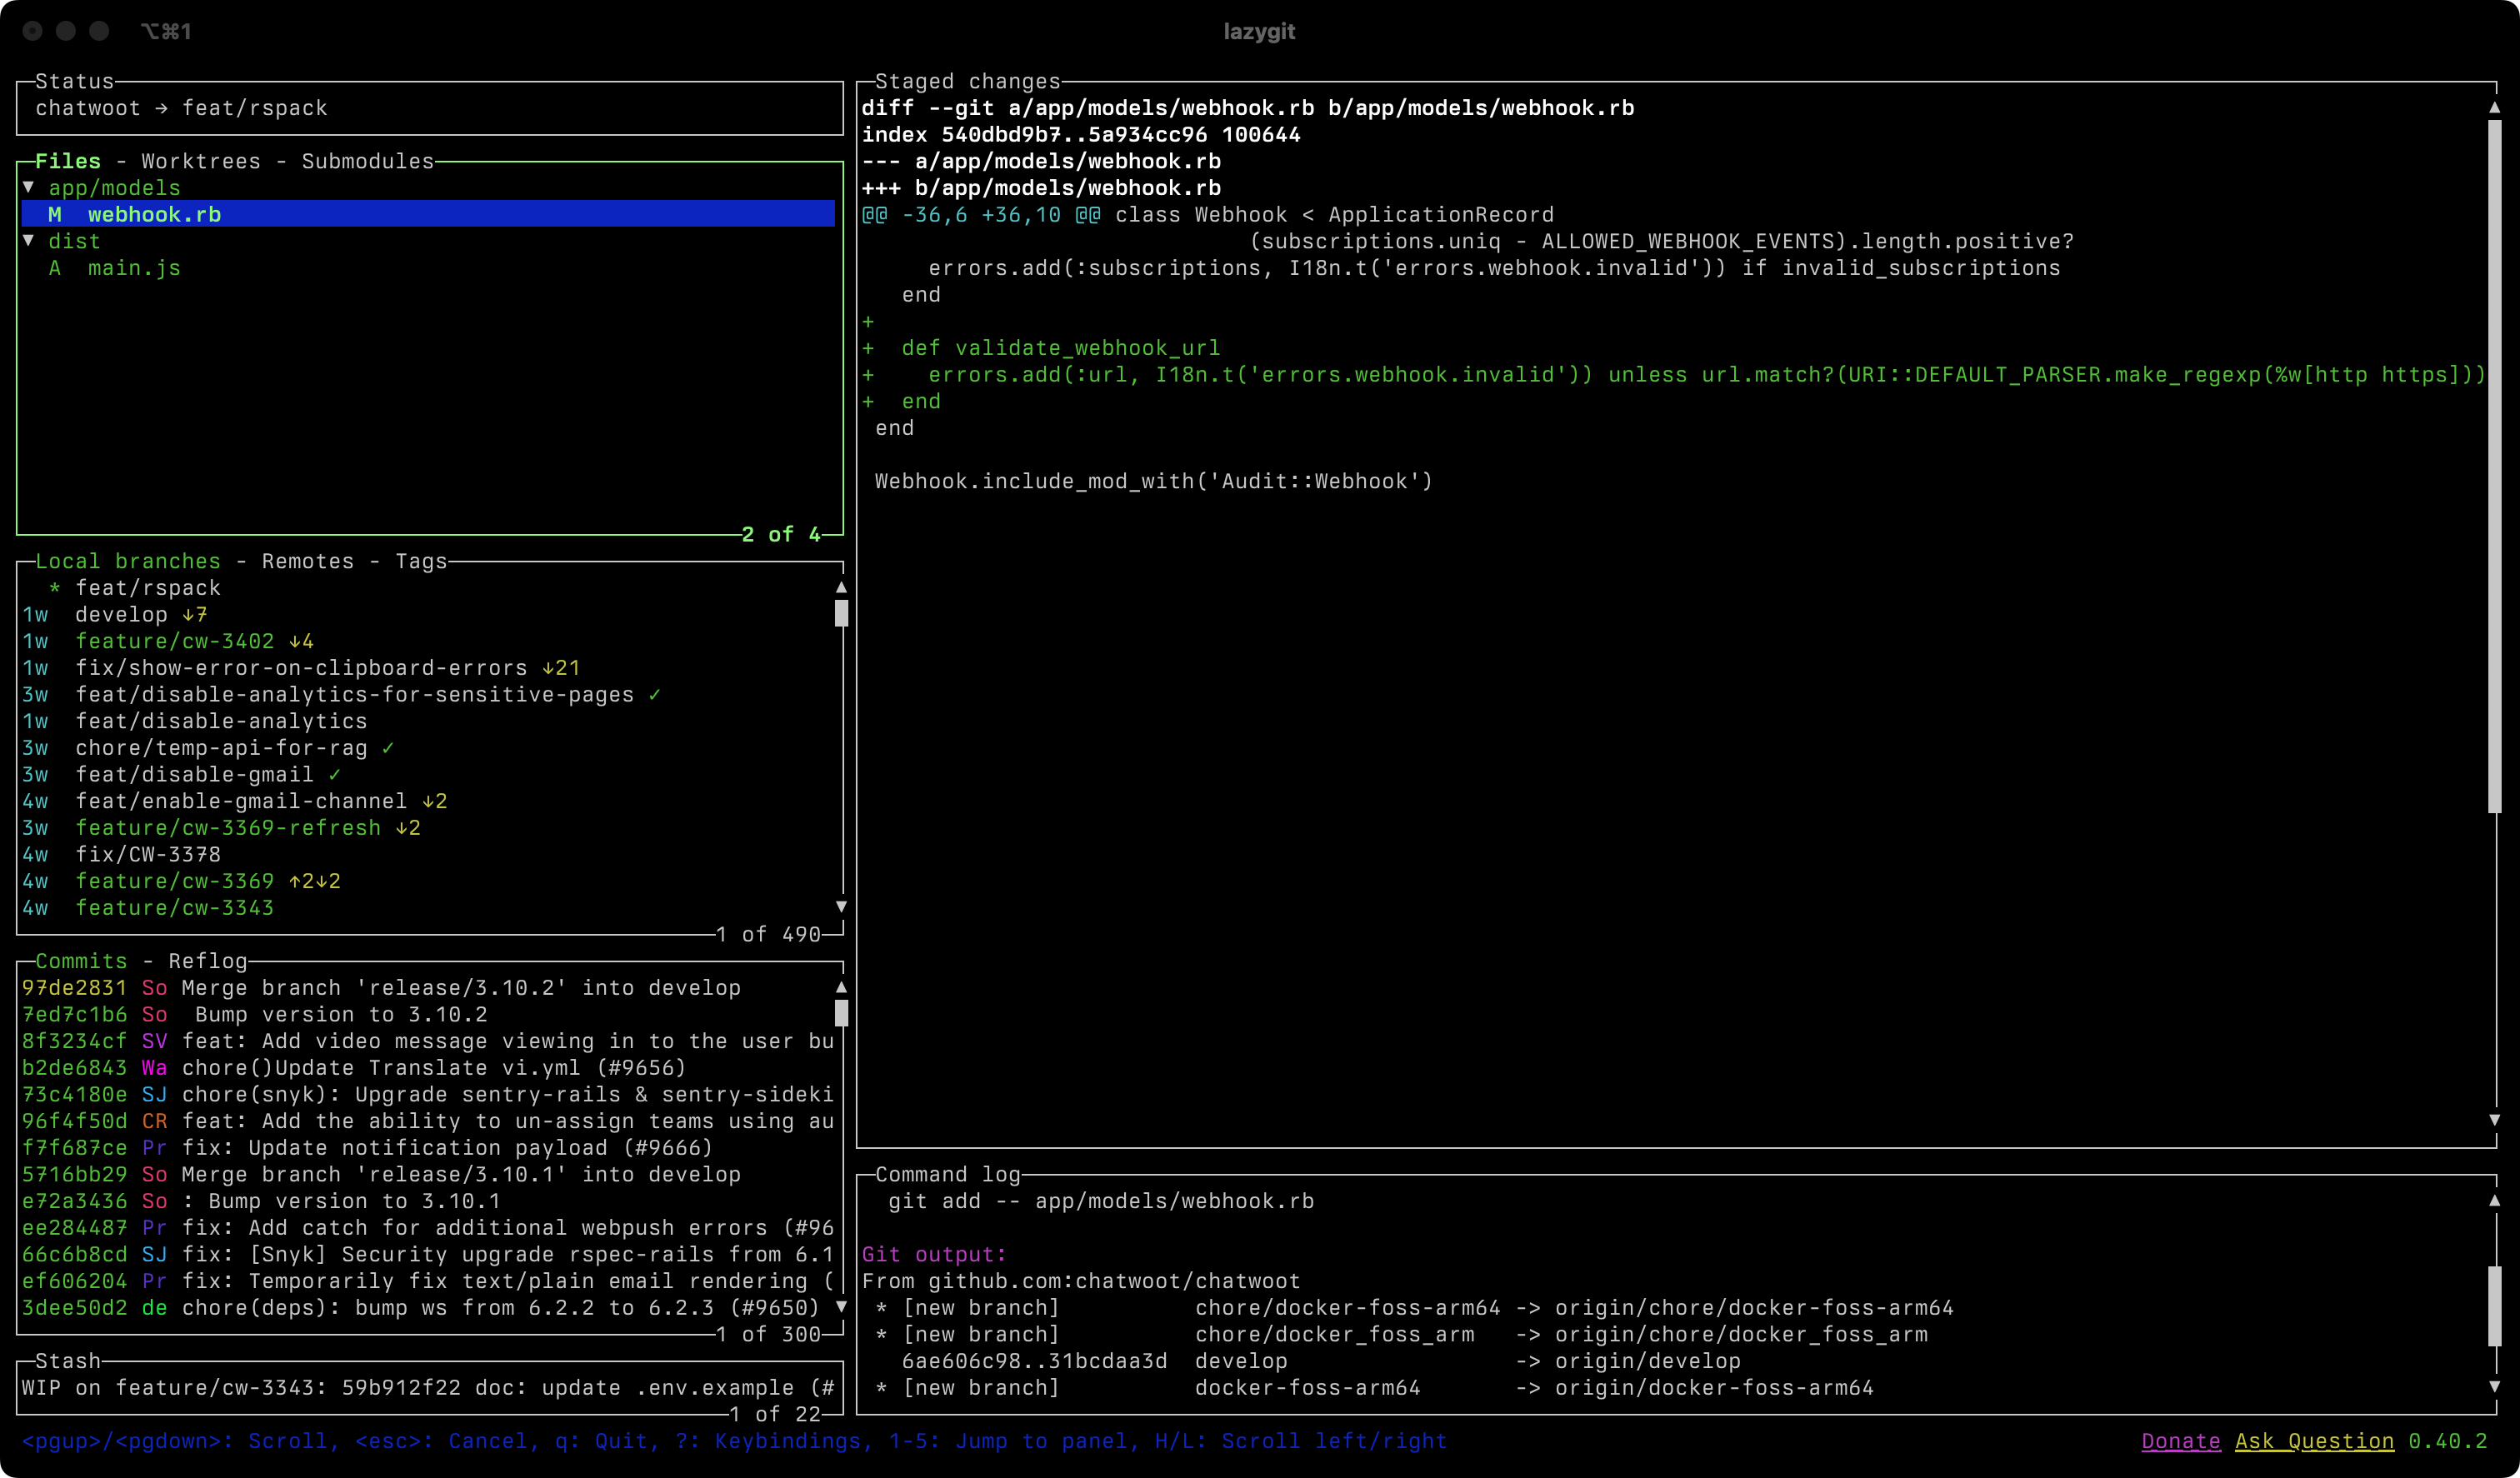 ⌥⌘1
lazygit
Status
chatwoot → feat/rspack
Files - Worktrees - Submodules
▼ app/models
M  webhook.rb
▼ dist
A  main.js
2 of 4
Local branches - Remotes - Tags
* feat/rspack
1w  develop ↓7
1w  feature/cw-3402 ↓4
1w  fix/show-error-on-clipboard-errors ↓21
3w  feat/disable-analytics-for-sensitive-pages ✓
1w  feat/disable-analytics
3w  chore/temp-api-for-rag ✓
3w  feat/disable-gmail ✓
4w  feat/enable-gmail-channel ↓2
3w  feature/cw-3369-refresh ↓2
4w  fix/CW-3378
4w  feature/cw-3369 ↑2↓2
4w  feature/cw-3343
1 of 490
Commits - Reflog
97de2831 So Merge branch 'release/3.10.2' into develop
7ed7c1b6 So  Bump version to 3.10.2
8f3234cf SV feat: Add video message viewing in to the user bu
b2de6843 Wa chore()Update Translate vi.yml (#9656)
73c4180e SJ chore(snyk): Upgrade sentry-rails & sentry-sideki
96f4f50d CR feat: Add the ability to un-assign teams using au
f7f687ce Pr fix: Update notification payload (#9666)
5716bb29 So Merge branch 'release/3.10.1' into develop
e72a3436 So : Bump version to 3.10.1
ee284487 Pr fix: Add catch for additional webpush errors (#96
66c6b8cd SJ fix: [Snyk] Security upgrade rspec-rails from 6.1
ef606204 Pr fix: Temporarily fix text/plain email rendering (
3dee50d2 de chore(deps): bump ws from 6.2.2 to 6.2.3 (#9650)
1 of 300
Stash
WIP on feature/cw-3343: 59b912f22 doc: update .env.example (#
1 of 22
Staged changes
diff --git a/app/models/webhook.rb b/app/models/webhook.rb
index 540dbd9b7..5a934cc96 100644
--- a/app/models/webhook.rb
+++ b/app/models/webhook.rb
@@ -36,6 +36,10 @@ class Webhook < ApplicationRecord
(subscriptions.uniq - ALLOWED_WEBHOOK_EVENTS).length.positive?
errors.add(:subscriptions, I18n.t('errors.webhook.invalid')) if invalid_subscriptions
end
+
+  def validate_webhook_url
+    errors.add(:url, I18n.t('errors.webhook.invalid')) unless url.match?(URI::DEFAULT_PARSER.make_regexp(%w[http https]))
+  end
end
Webhook.include_mod_with('Audit::Webhook')
Command log
git add -- app/models/webhook.rb
Git output:
From github.com:chatwoot/chatwoot
* [new branch]          chore/docker-foss-arm64 -> origin/chore/docker-foss-arm64
* [new branch]          chore/docker_foss_arm   -> origin/chore/docker_foss_arm
6ae606c98..31bcdaa3d  develop                 -> origin/develop
* [new branch]          docker-foss-arm64       -> origin/docker-foss-arm64
<pgup>/<pgdown>: Scroll, <esc>: Cancel, q: Quit, ?: Keybindings, 1-5: Jump to panel, H/L: Scroll left/right
Donate Ask Question 0.40.2